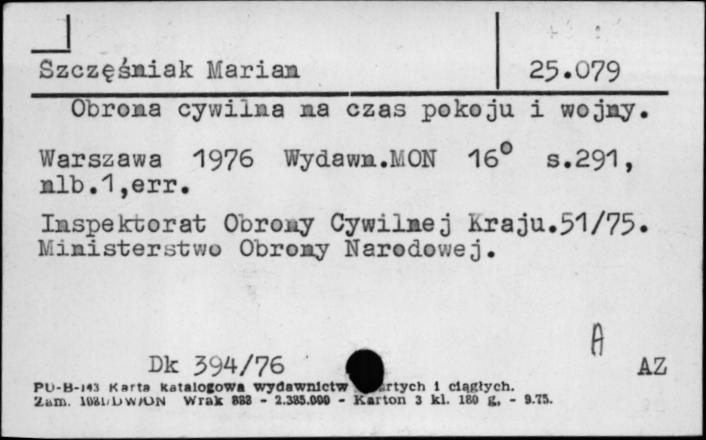 Szczęśniak Marian 25.079
Obrona cywilna na czas pokoju i wojny.
Warszawa 1976 Wydawn.MON 16° s.291,
nlb.1,err.
Inspektorat Obrony Cywilnej Kraju.51/75.
Ministerstwo Obrony Narodowej.
A
Dk 394/76 AZ
PU-B-143 Karta katalogowa wydawnictw ciągłych.
Zam. 1081/DW/ON Wrak 888 - 2.385.000 - Karton 3 kl. 180 g. - 9.75.